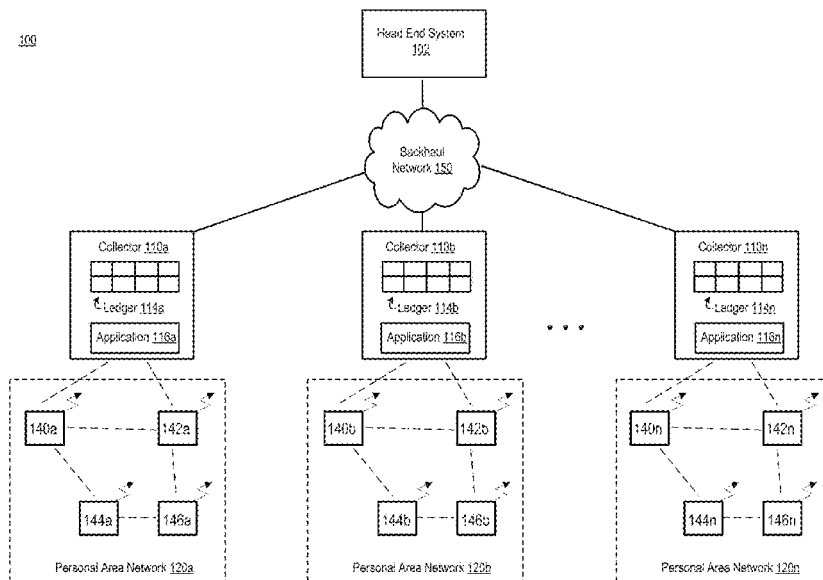 100
Head End System
102
Backhaul
Network 150
Collector 110a
Ledger 114a
Application 116a
Collector 110b
Ledger 114b
Application 116b
. . .
Collector 110n
Ledger 114n
Application 116n
140a
142a
144a
146a
Personal Area Network 120a
140b
142b
144b
146b
Personal Area Network 120b
140n
142n
144n
146n
Personal Area Network 120n